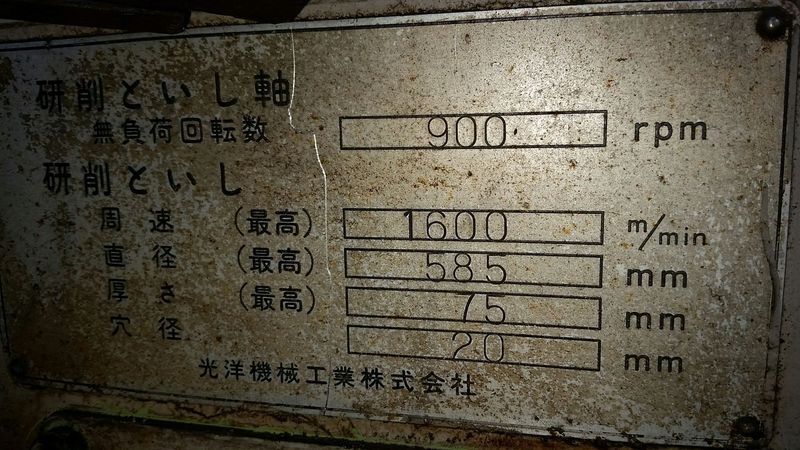 研削といし軸
無負荷回転数 900 rpm
研削といし
周速 (最高) 1600 m/min
直径 (最高) 585 mm
厚さ (最高) 75 mm
穴径 20 mm
光洋機械工業株式会社